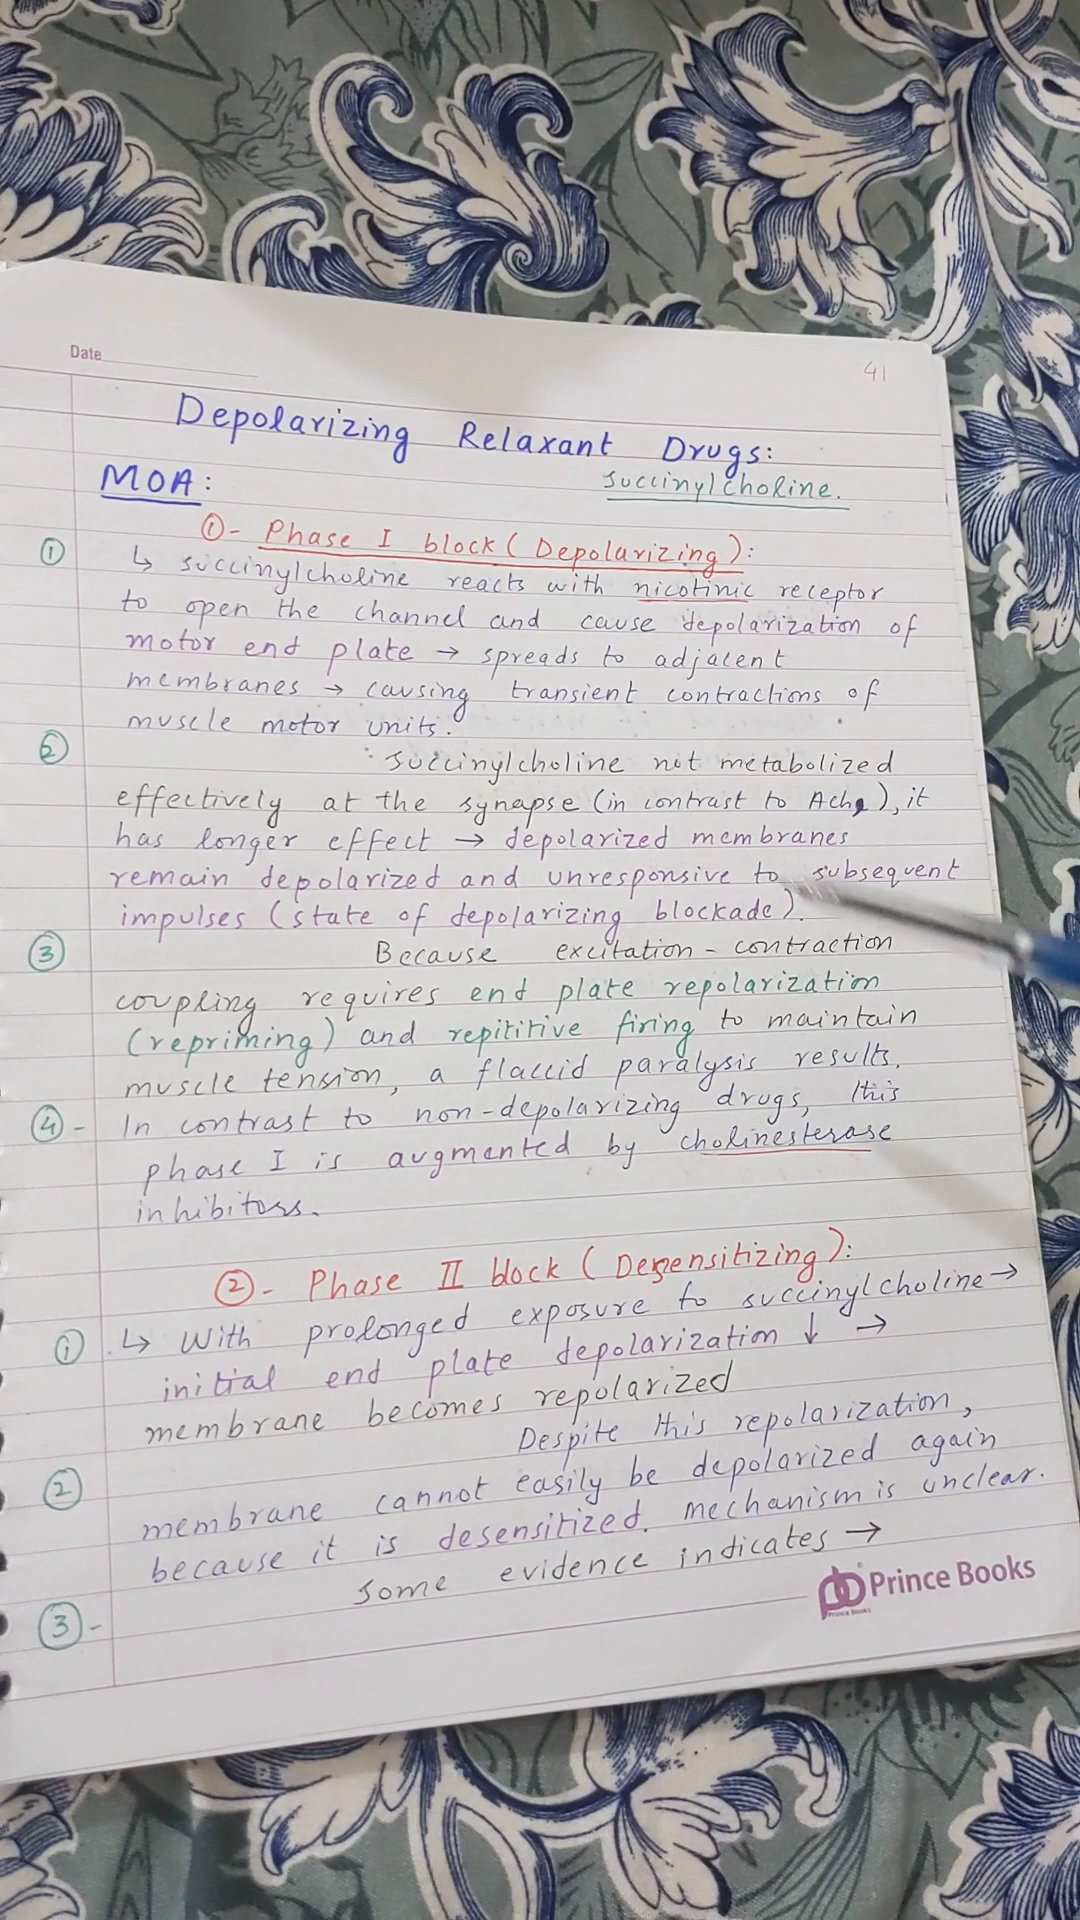 Date
41
Depolarizing Relaxant Drugs:
MOA:
Succinylcholine.
①- Phase I block (Depolarizing):
①
↳ succinylcholine reacts with nicotinic receptor
to open the channel and cause depolarization of
motor end plate → spreads to adjacent
membranes → causing transient contractions of
muscle motor units.
②
Succinylcholine not metabolized
effectively at the synapse (in contrast to Ach), it
has longer effect → depolarized membranes
remain depolarized and unresponsive to subsequent
impulses (state of depolarizing blockade).
③
Because excitation - contraction
coupling requires end plate repolarization
(repriming) and repititive firing to maintain
muscle tension, a flaccid paralysis results.
④- In contrast to non-depolarizing drugs, this
phase I is augmented by cholinesterase
inhibitors.
②- Phase II block (Desensitizing):
① ↳ With prolonged exposure to succinylcholine →
initial end plate depolarization ↓ →
membrane becomes repolarized
Despite this repolarization,
② membrane cannot easily be depolarized again
because it is desensitized. mechanism is unclear.
③- Some evidence indicates →
Prince Books
Prince Books